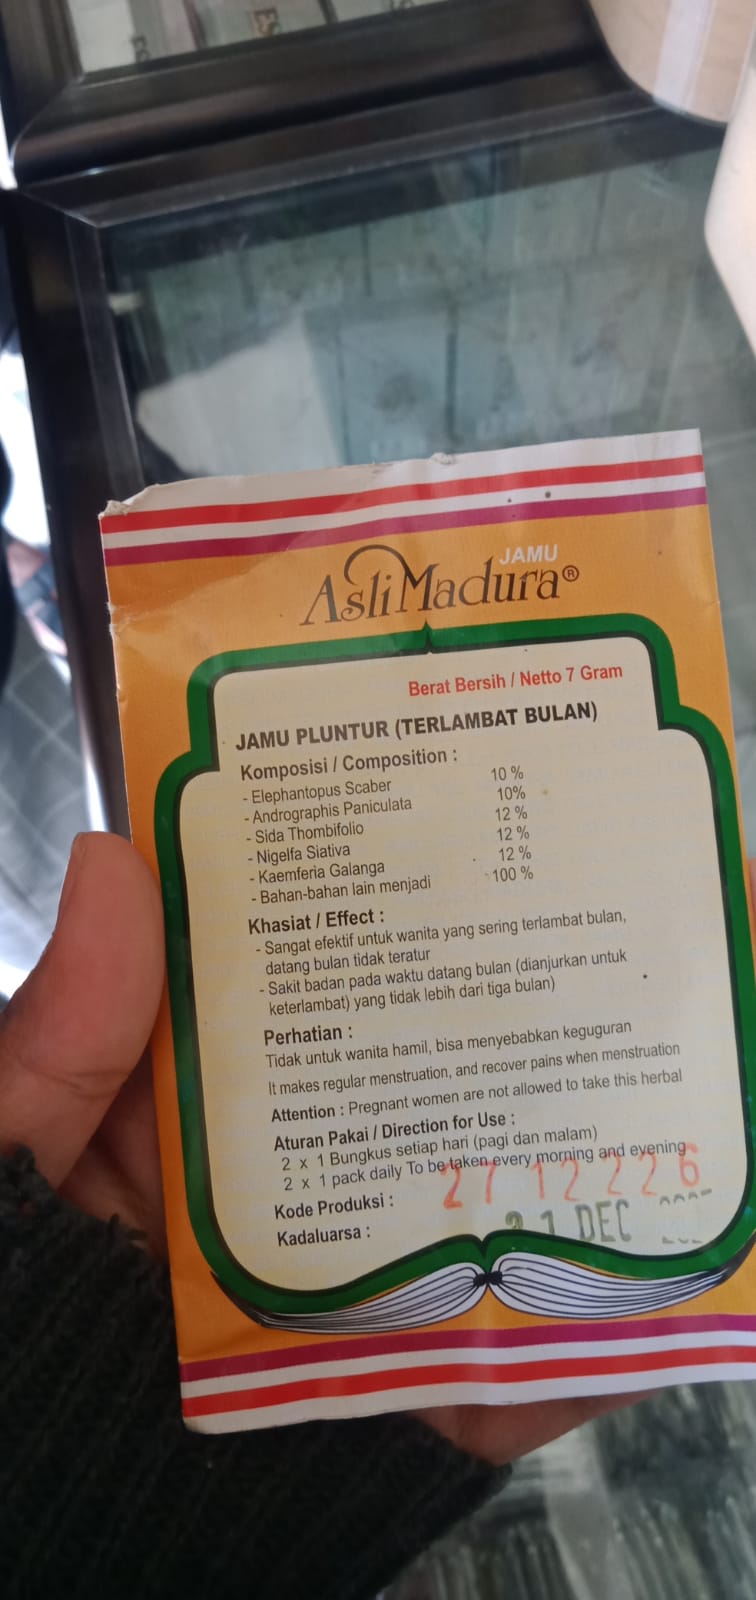 JAMU
AsliMadura®
Berat Bersih / Netto 7 Gram
JAMU PLUNTUR (TERLAMBAT BULAN)
Komposisi / Composition :
- Elephantopus Scaber 10 %
- Andrographis Paniculata 10%
- Sida Thombifolio 12 %
- Nigelfa Siativa 12 %
- Kaemferia Galanga 12 %
- Bahan-bahan lain menjadi 100 %
Khasiat / Effect :
- Sangat efektif untuk wanita yang sering terlambat bulan,
datang bulan tidak teratur
- Sakit badan pada waktu datang bulan (dianjurkan untuk
keterlambat) yang tidak lebih dari tiga bulan)
Perhatian :
Tidak untuk wanita hamil, bisa menyebabkan keguguran
It makes regular menstruation, and recover pains when menstruation
Attention : Pregnant women are not allowed to take this herbal
Aturan Pakai / Direction for Use :
2 x 1 Bungkus setiap hari (pagi dan malam)
2 x 1 pack daily To be taken every morning and evening
Kode Produksi : 27 12 22 6
Kadaluarsa : DEC